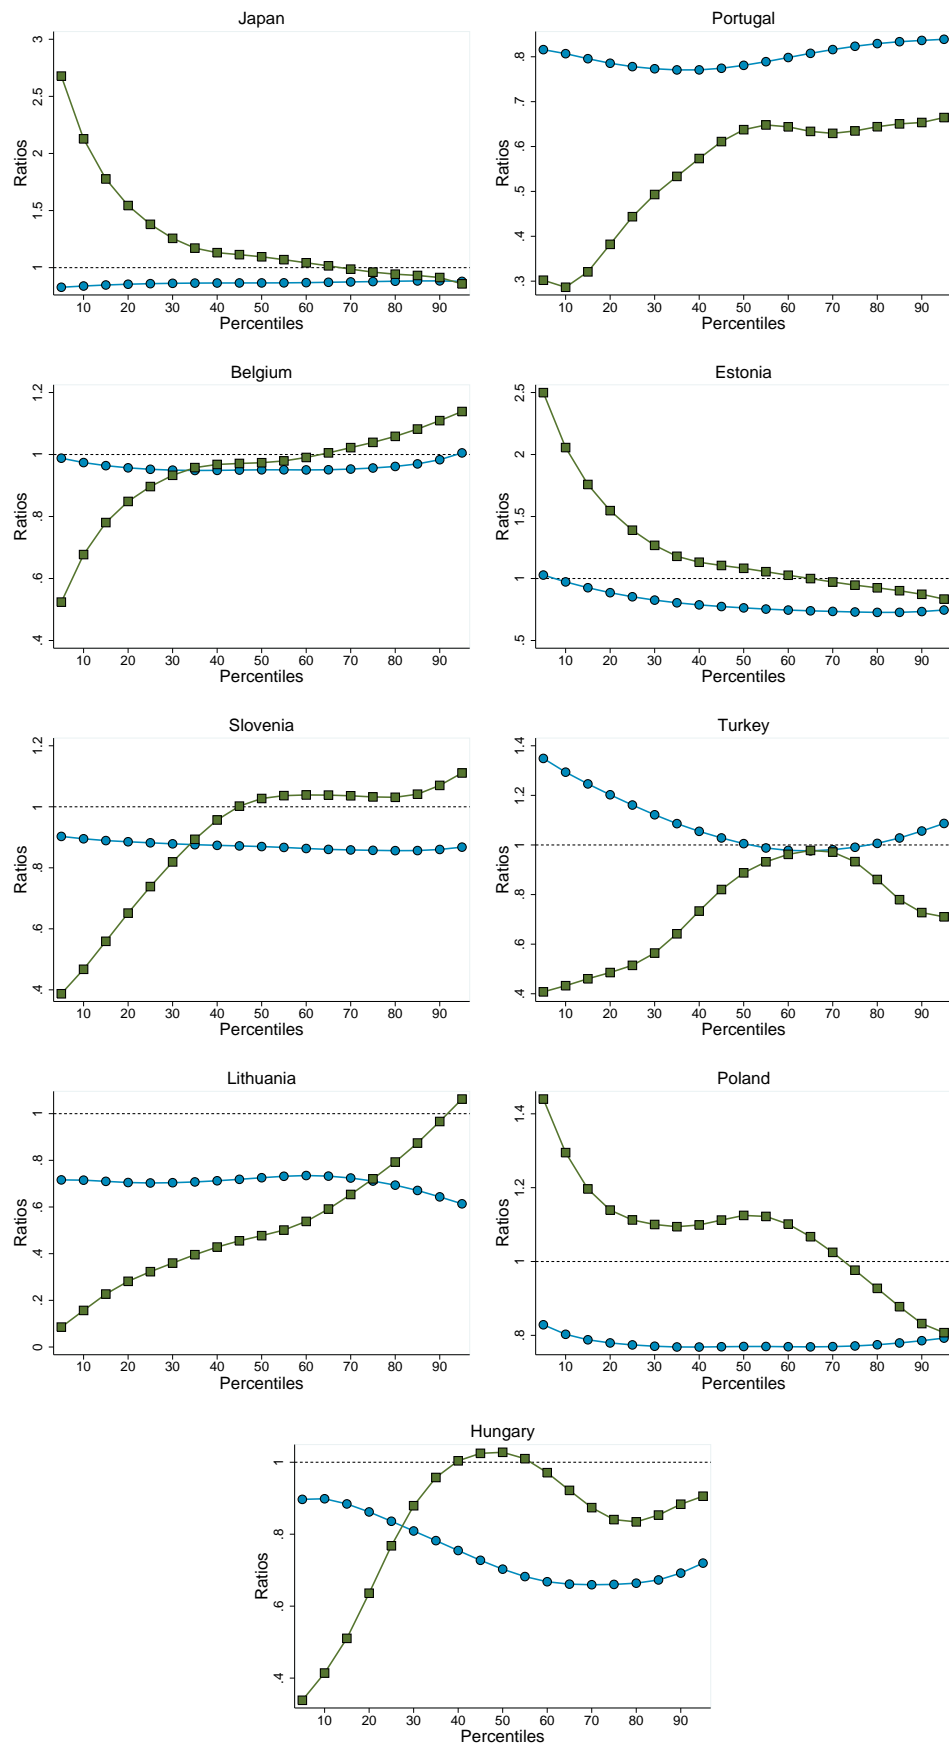 Japan
Ratios
3
2.5
2
1.5
1
10 20 30 40 50 60 70 80 90
Percentiles
Portugal
Ratios
.8
.7
.6
.5
.4
.3
10 20 30 40 50 60 70 80 90
Percentiles
Belgium
Ratios
1.2
1
.8
.6
.4
10 20 30 40 50 60 70 80 90
Percentiles
Estonia
Ratios
2.5
2
1.5
1
.5
10 20 30 40 50 60 70 80 90
Percentiles
Slovenia
Ratios
1.2
1
.8
.6
.4
10 20 30 40 50 60 70 80 90
Percentiles
Turkey
Ratios
1.4
1.2
1
.8
.6
.4
10 20 30 40 50 60 70 80 90
Percentiles
Lithuania
Ratios
1
.8
.6
.4
.2
0
10 20 30 40 50 60 70 80 90
Percentiles
Poland
Ratios
1.4
1.2
1
.8
10 20 30 40 50 60 70 80 90
Percentiles
Hungary
Ratios
1
.8
.6
.4
10 20 30 40 50 60 70 80 90
Percentiles